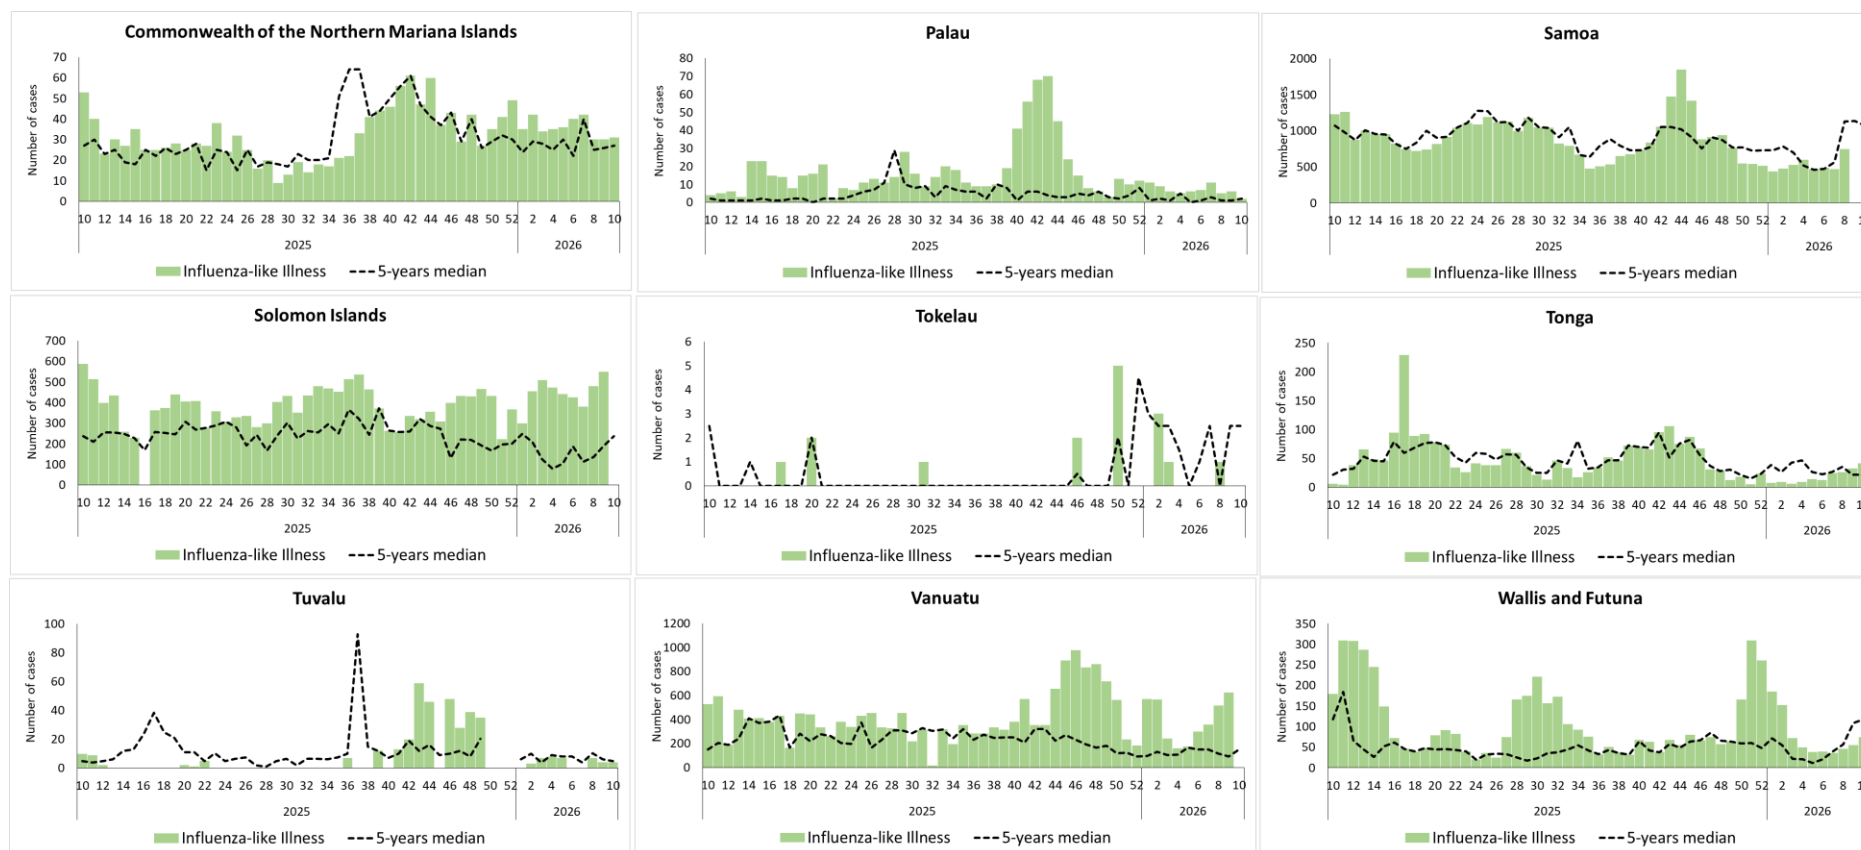 Commonwealth of the Northern Mariana Islands
Number of cases
70
60
50
40
30
20
10
0
10 12 14 16 18 20 22 24 26 28 30 32 34 36 38 40 42 44 46 48 50 52 2 4 6 8 10
2025 2026
Influenza-like Illness 5-years median
Palau
Number of cases
80
70
60
50
40
30
20
10
0
10 12 14 16 18 20 22 24 26 28 30 32 34 36 38 40 42 44 46 48 50 52 2 4 6 8 10
2025 2026
Influenza-like Illness 5-years median
Samoa
Number of cases
2000
1500
1000
500
0
10 12 14 16 18 20 22 24 26 28 30 32 34 36 38 40 42 44 46 48 50 52 2 4 6 8 1
2025 2026
Influenza-like Illness 5-years median
Solomon Islands
Number of cases
700
600
500
400
300
200
100
0
10 12 14 16 18 20 22 24 26 28 30 32 34 36 38 40 42 44 46 48 50 52 2 4 6 8 10
2025 2026
Influenza-like Illness 5-years median
Tokelau
Number of cases
6
5
4
3
2
1
0
10 12 14 16 18 20 22 24 26 28 30 32 34 36 38 40 42 44 46 48 50 52 2 4 6 8 10
2025 2026
Influenza-like Illness 5-years median
Tonga
Number of cases
250
200
150
100
50
0
10 12 14 16 18 20 22 24 26 28 30 32 34 36 38 40 42 44 46 48 50 52 2 4 6 8 1
2025 2026
Influenza-like Illness 5-years median
Tuvalu
Number of cases
100
80
60
40
20
0
10 12 14 16 18 20 22 24 26 28 30 32 34 36 38 40 42 44 46 48 50 52 2 4 6 8 10
2025 2026
Influenza-like Illness 5-years median
Vanuatu
Number of cases
1200
1000
800
600
400
200
0
10 12 14 16 18 20 22 24 26 28 30 32 34 36 38 40 42 44 46 48 50 52 2 4 6 8 10
2025 2026
Influenza-like Illness 5-years median
Wallis and Futuna
Number of cases
350
300
250
200
150
100
50
0
10 12 14 16 18 20 22 24 26 28 30 32 34 36 38 40 42 44 46 48 50 52 2 4 6 8 1
2025 2026
Influenza-like Illness 5-years median